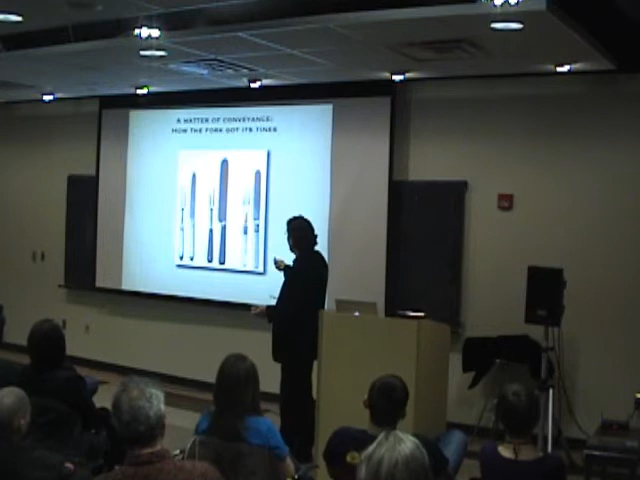 A MATTER OF CONVEYANCE:
HOW THE FORK GOT ITS TINES